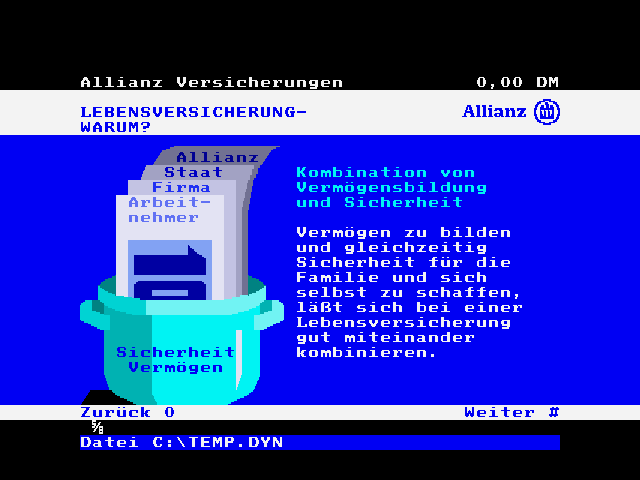 Allianz Versicherungen 0,00 DM
LEBENSVERSICHERUNG- Allianz
WARUM?
Allianz
Staat
Firma
Arbeit-
nehmer
Sicherheit
Vermögen
Kombination von
Vermögensbildung
und Sicherheit
Vermögen zu bilden
und gleichzeitig
Sicherheit für die
Familie und sich
selbst zu schaffen,
läßt sich bei einer
Lebensversicherung
gut miteinander
kombinieren.
Zurück 0 Weiter #
Datei C:\TEMP.DYN